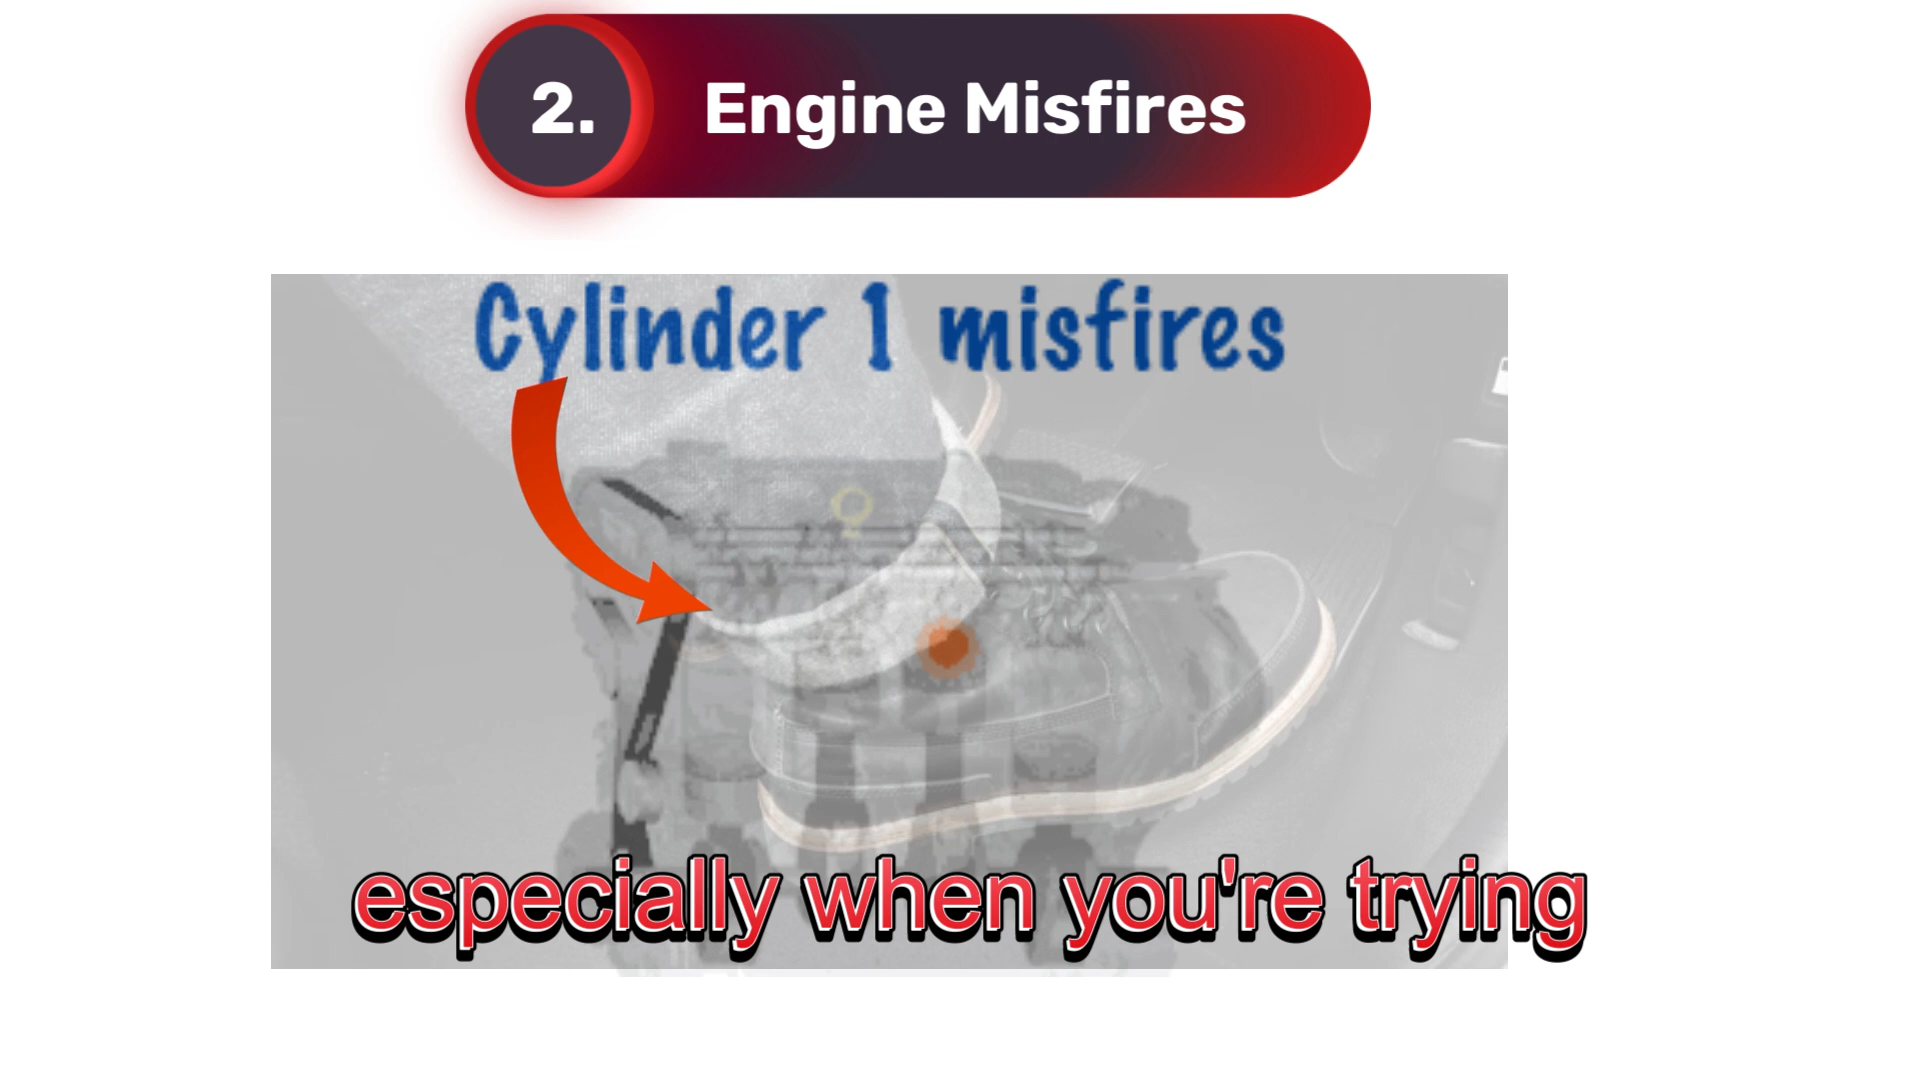 2. Engine Misfires
Cylinder 1 misfires
especially when you're trying